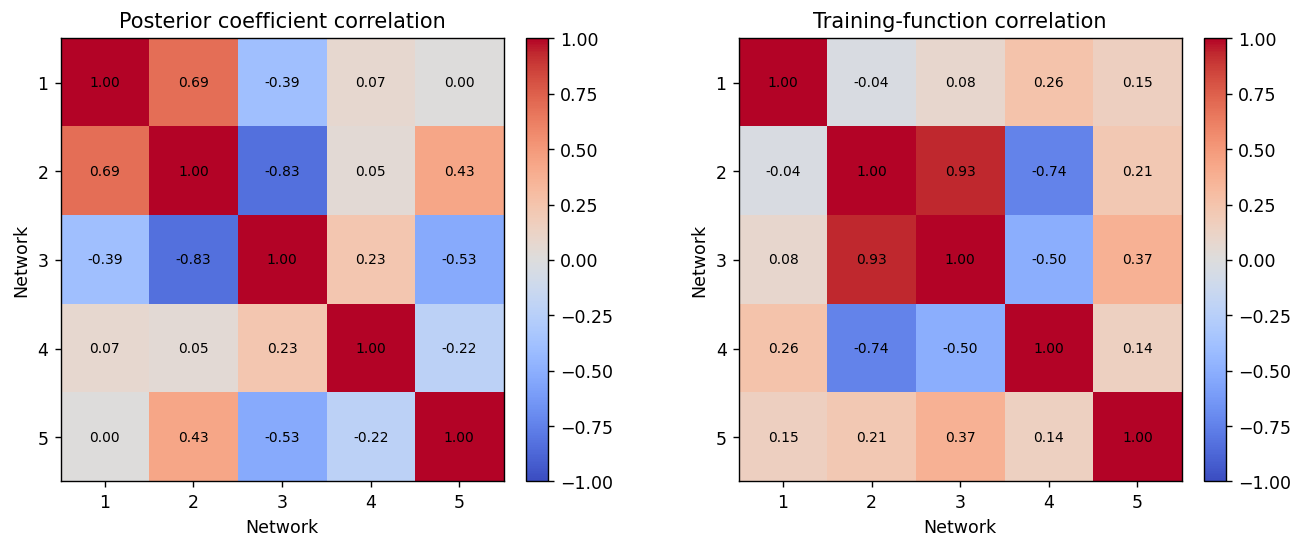 Posterior coefficient correlation
Network
1 1.00 0.69 -0.39 0.07 0.00
2 0.69 1.00 -0.83 0.05 0.43
3 -0.39 -0.83 1.00 0.23 -0.53
4 0.07 0.05 0.23 1.00 -0.22
5 0.00 0.43 -0.53 -0.22 1.00
1 2 3 4 5
Network
1.00
0.75
0.50
0.25
0.00
−0.25
−0.50
−0.75
−1.00
Training-function correlation
Network
1 1.00 -0.04 0.08 0.26 0.15
2 -0.04 1.00 0.93 -0.74 0.21
3 0.08 0.93 1.00 -0.50 0.37
4 0.26 -0.74 -0.50 1.00 0.14
5 0.15 0.21 0.37 0.14 1.00
1 2 3 4 5
Network
1.00
0.75
0.50
0.25
0.00
−0.25
−0.50
−0.75
−1.00